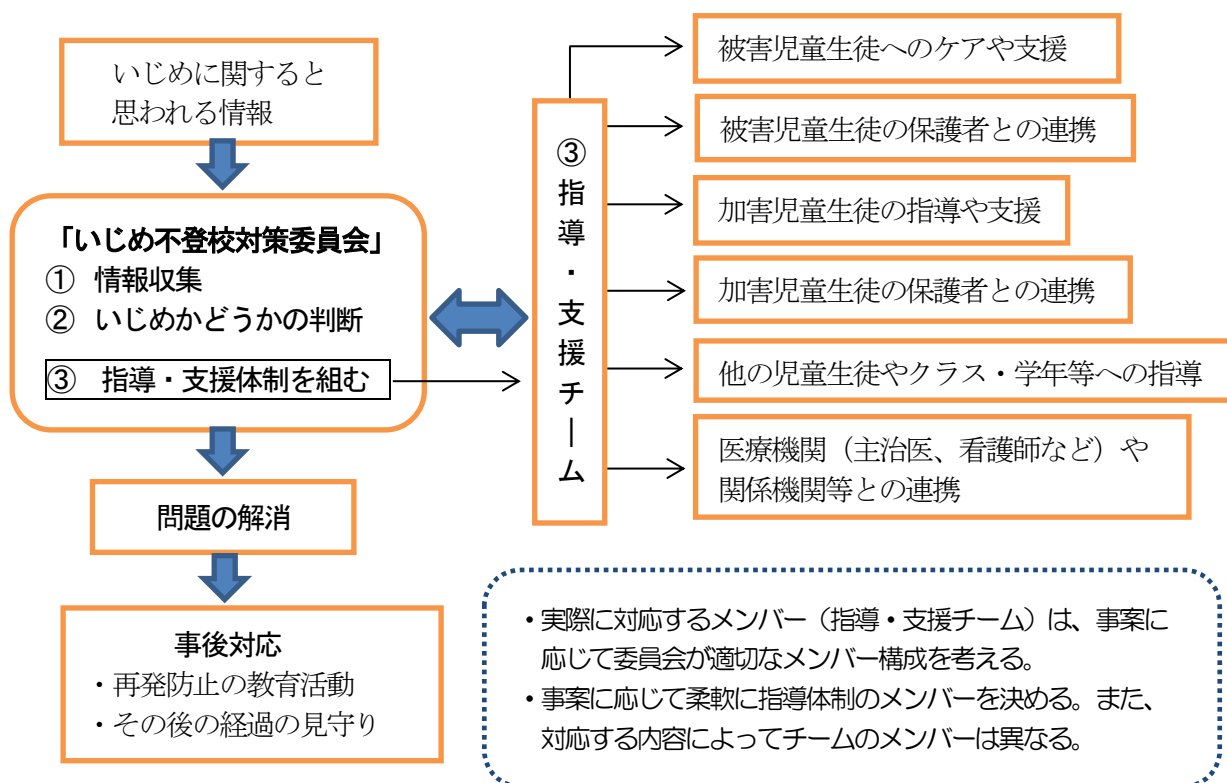 いじめに関すると
思われる情報
「いじめ不登校対策委員会」
① 情報収集
② いじめかどうかの判断
③ 指導・支援体制を組む
問題の解消
事後対応
・再発防止の教育活動
・その後の経過の見守り
③指導・支援チーム
被害児童生徒へのケアや支援
被害児童生徒の保護者との連携
加害児童生徒の指導や支援
加害児童生徒の保護者との連携
他の児童生徒やクラス・学年等への指導
医療機関(主治医、看護師など)や
関係機関等との連携
・実際に対応するメンバー(指導・支援チーム)は、事案に
応じて委員会が適切なメンバー構成を考える。
・事案に応じて柔軟に指導体制のメンバーを決める。また、
対応する内容によってチームのメンバーは異なる。